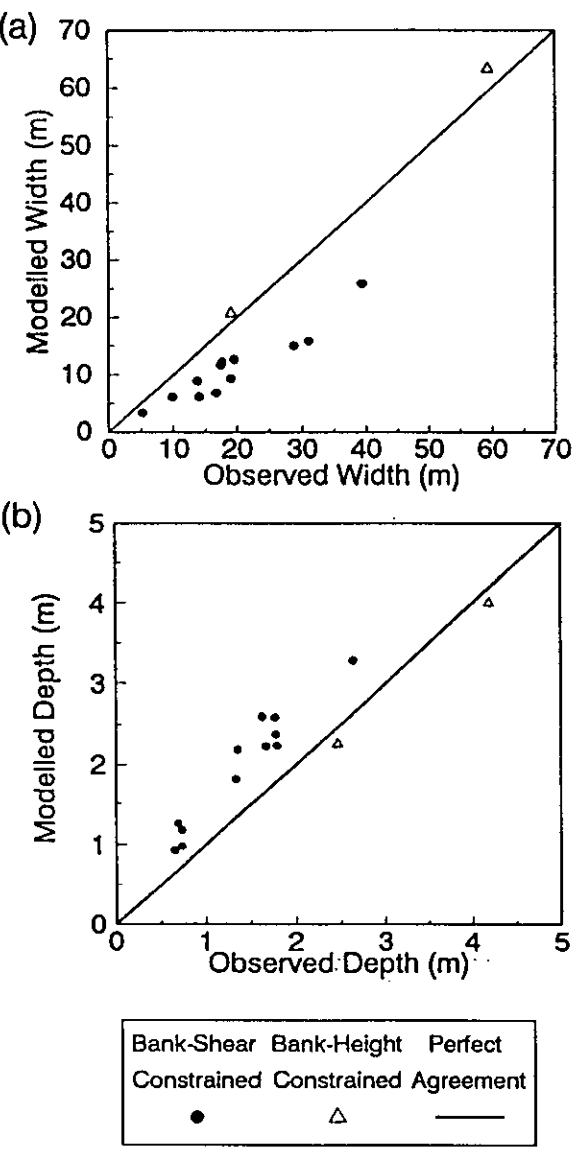 (a)
70
60
50
40
30
20
10
0
Modelled Width (m)
0 10 20 30 40 50 60 70
Observed Width (m)
(b)
5
4
3
2
1
0
Modelled Depth (m)
0 1 2 3 4 5
Observed Depth (m)
Bank-Shear Bank-Height Perfect
Constrained Constrained Agreement